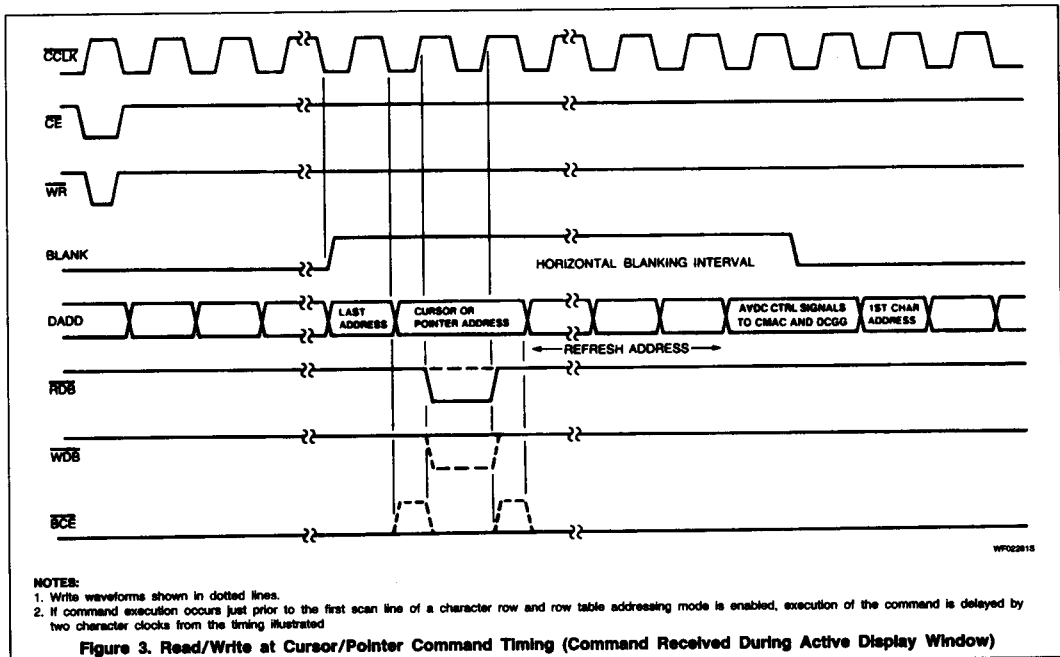 CCLK
CE
WR
BLANK
HORIZONTAL BLANKING INTERVAL
DADD
LAST
ADDRESS
CURSOR OR
POINTER ADDRESS
AVDC CTRL SIGNALS
TO CMAC AND DCGG
1ST CHAR
ADDRESS
REFRESH ADDRESS
RDB
WDB
BCE
WF02281S
NOTES:
1. Write waveforms shown in dotted lines.
2. If command execution occurs just prior to the first scan line of a character row and row table addressing mode is enabled, execution of the command is delayed by
two character clocks from the timing illustrated
Figure 3. Read/Write at Cursor/Pointer Command Timing (Command Received During Active Display Window)